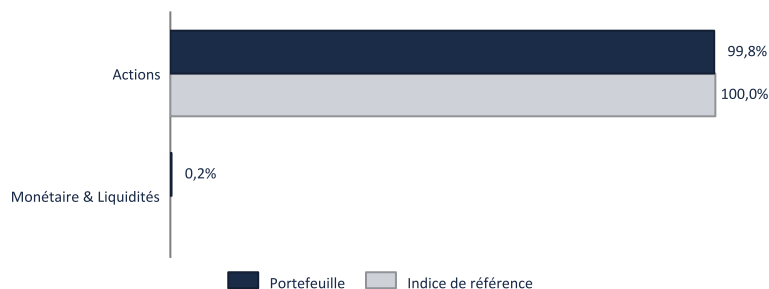 99,8%
Actions
100,0%
0,2%
Monétaire & Liquidités
Portefeuille Indice de référence